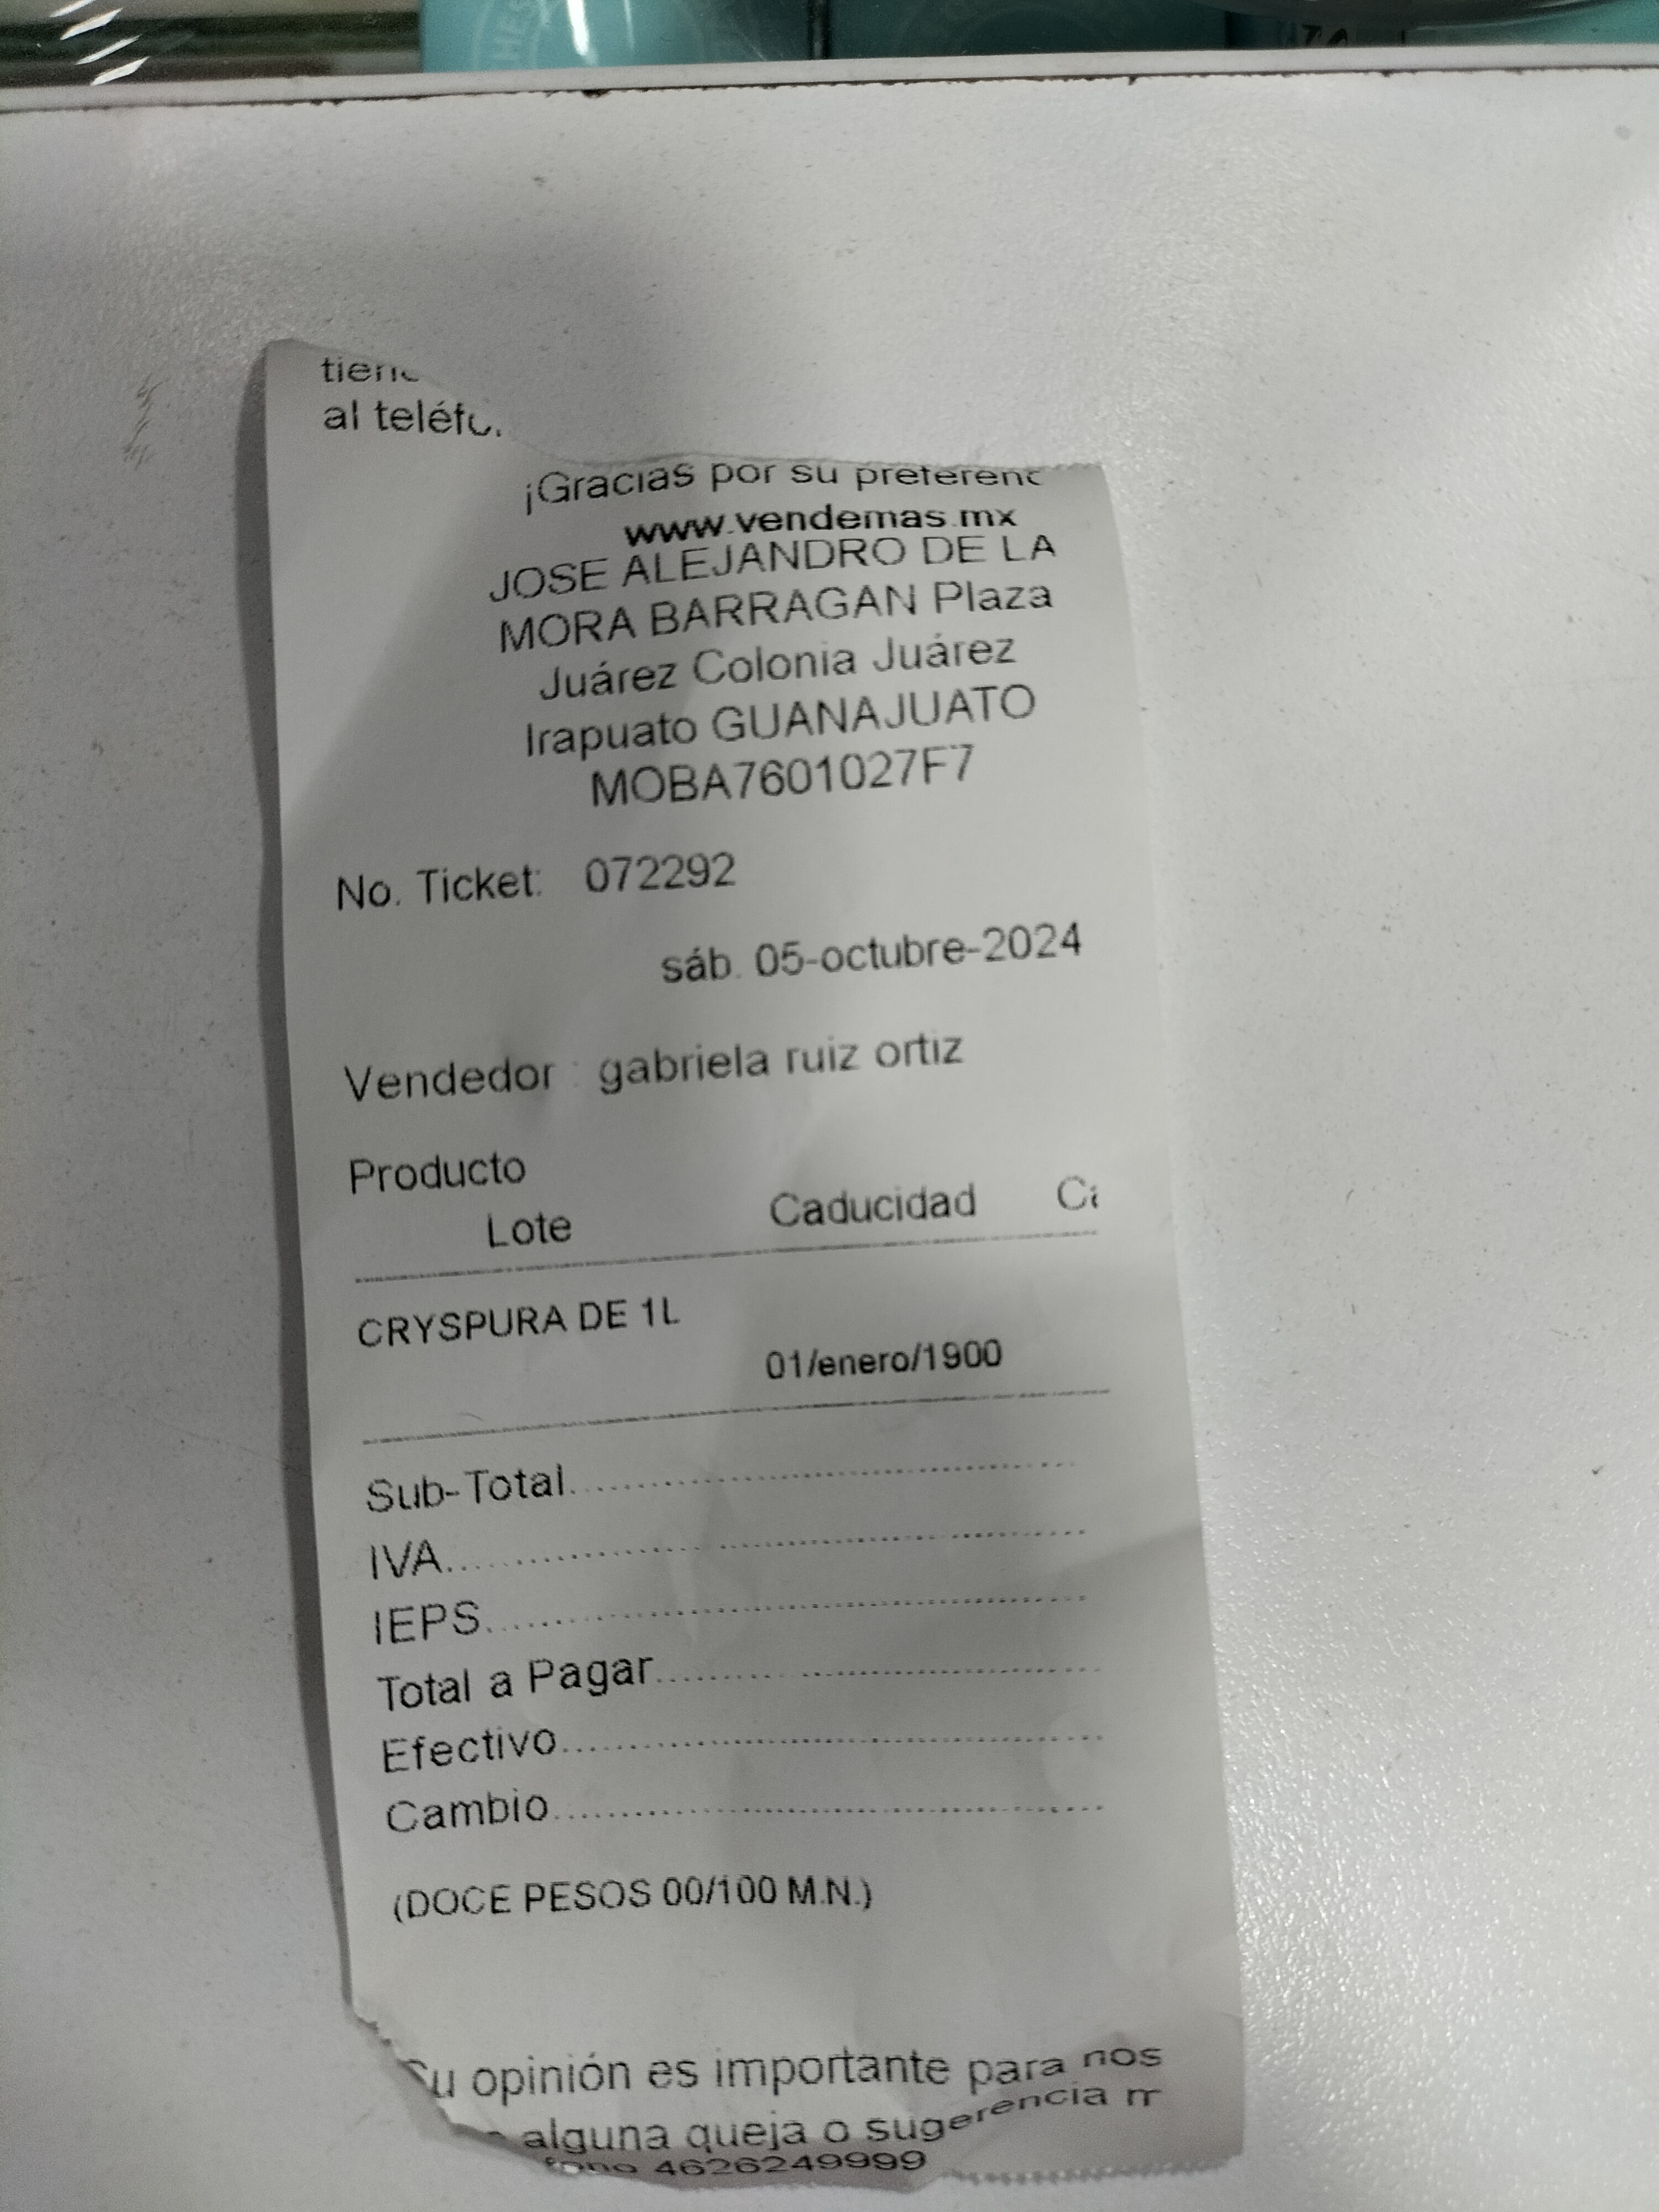 al
¡Gracias por su
www.vendemas.mx
JOSE ALEJANDRO DE LA
MORA BARRAGAN Plaza
Juárez Colonia Juárez
Irapuato GUANAJUATO
MOBA7601027F7
No. Ticket: 072292
sáb. 05-octubre-2024
Vendedor : gabriela ruiz ortiz
Producto
Lote Caducidad
CRYSPURA DE 1L
01/enero/1900
Sub-Total..............................
IVA..............................
IEPS..............................
Total a Pagar..............................
Efectivo..............................
Cambio..............................
(DOCE PESOS 00/100 M.N.)
Su opinión es importante para nos
alguna queja o sugerencia
4626249999